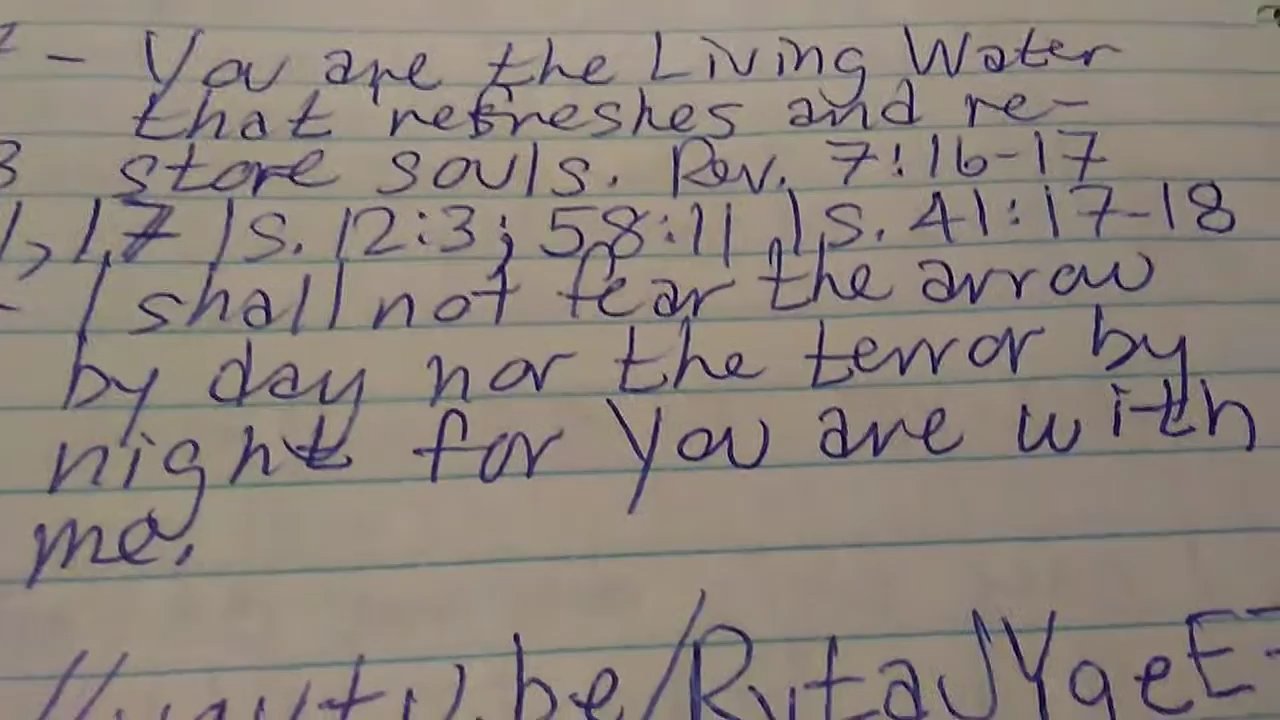 - You are the Living Water
that refreshes and re-
3 store souls. Rev. 7:16-17
1, 17 Is. 12:3; 58:11, Is. 41:17-18
- I shall not fear the arrow
by day nor the terror by
night for You are with
me.